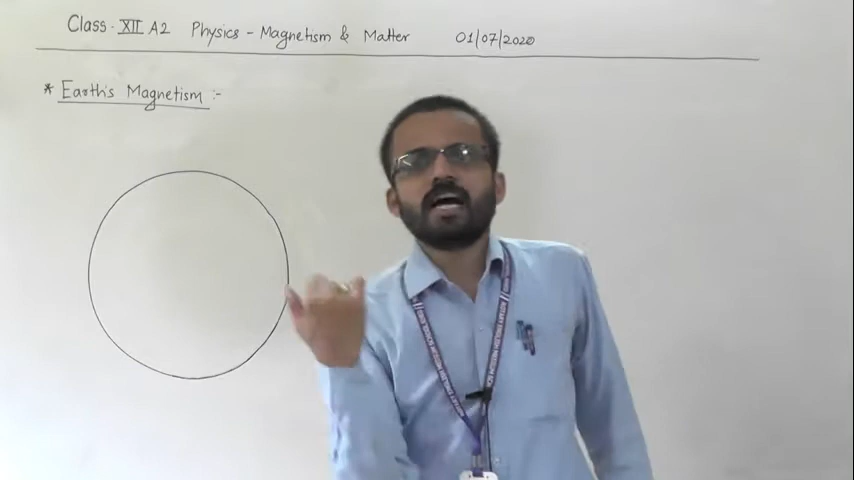 Class - XII A2 Physics - Magnetism & Matter 01/07/2020
* Earth's Magnetism :-